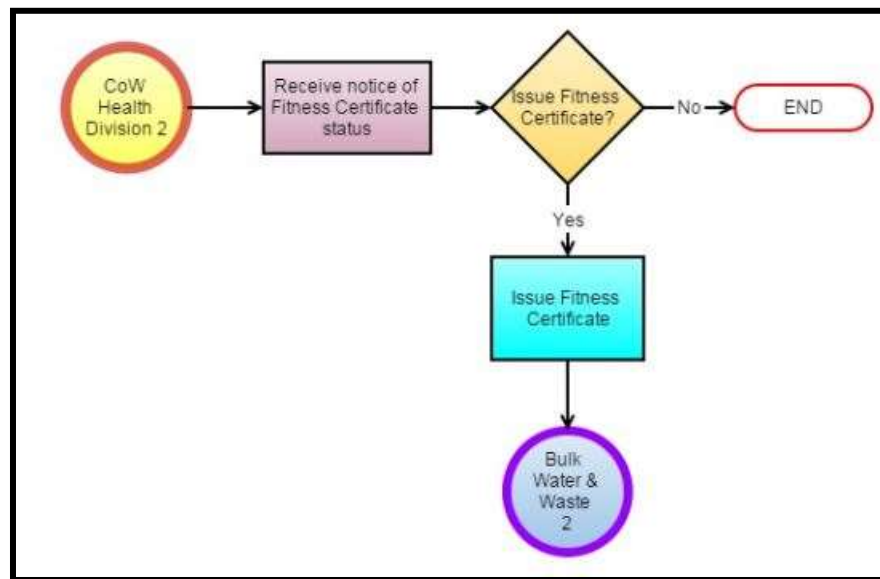 CoW
Health
Division 2
Receive notice of
Fitness Certificate
status
Issue Fitness
Certificate?
No
END
Yes
Issue Fitness
Certificate
Bulk
Water &
Waste
2